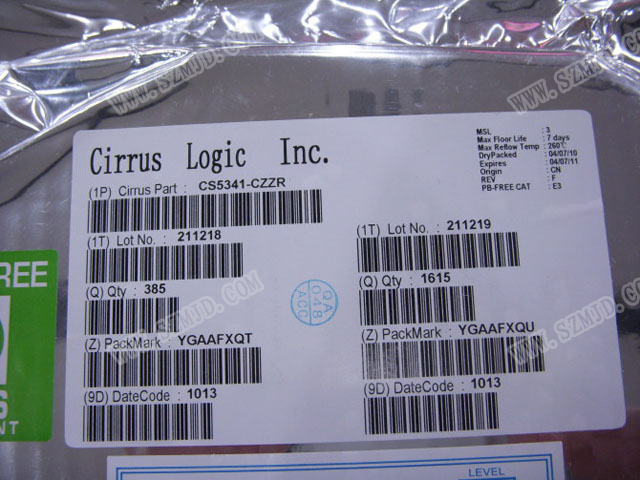 Cirrus Logic Inc.
MSL : 3
Max Floor Life : 7 days
Max Reflow Temp : 260℃
DryPacked : 04/07/10
Expires : 04/07/11
Origin : CN
REV : F
PB-FREE CAT : E3
(1P) Cirrus Part : CS5341-CZZR
(1T) Lot No. : 211218
(1T) Lot No. : 211219
(Q) Qty : 385
(Q) Qty : 1615
QA
048
ACC
(Z) PackMark : YGAAFXQT
(Z) PackMark : YGAAFXQU
(9D) DateCode : 1013
(9D) DateCode : 1013
REE
S
NT
LEVEL
WWW.SZMJD.COM
WWW.SZMJD.COM
WWW.SZMJD.COM
WWW.SZMJD.COM